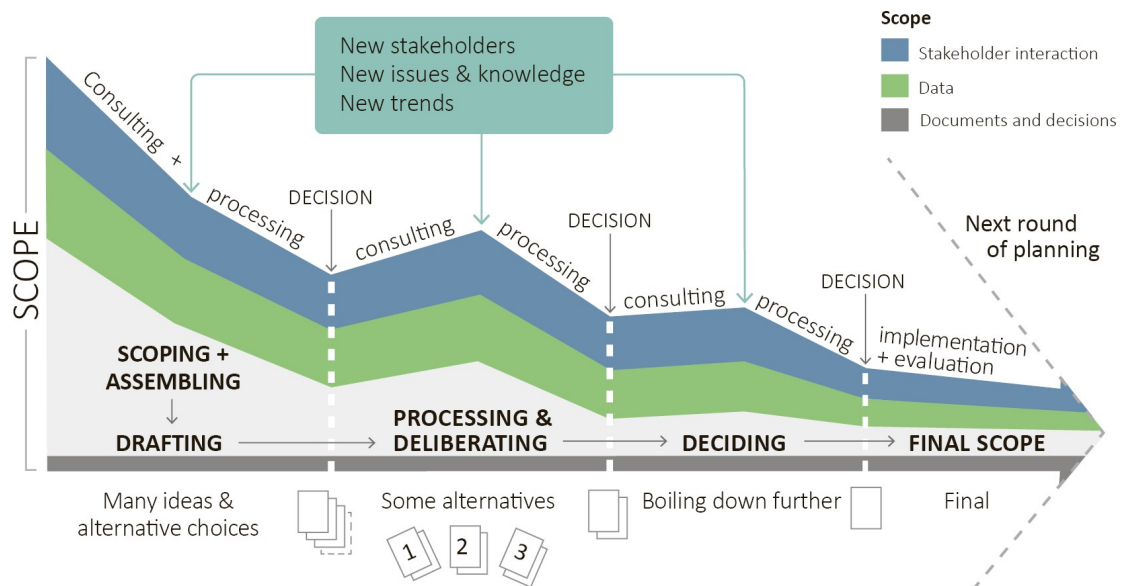 New stakeholders
New issues & knowledge
New trends
Scope
Stakeholder interaction
Data
Documents and decisions
SCOPE
Consulting +
processing
DECISION
consulting
processing
DECISION
consulting
processing
DECISION
implementation
+ evaluation
Next round
of planning
SCOPING +
ASSEMBLING
DRAFTING
PROCESSING &
DELIBERATING
DECIDING
FINAL SCOPE
Many ideas &
alternative choices
Some alternatives
1
2
3
Boiling down further
Final